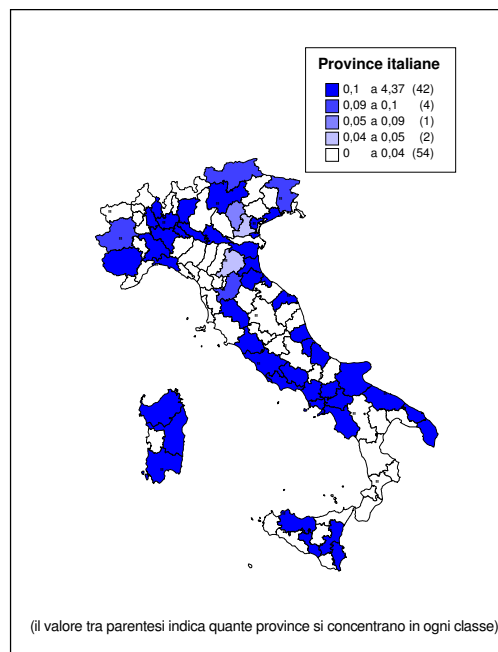 Province italiane
0,1 a 4,37 (42)
0,09 a 0,1 (4)
0,05 a 0,09 (1)
0,04 a 0,05 (2)
0 a 0,04 (54)
(il valore tra parentesi indica quante province si concentrano in ogni classe)